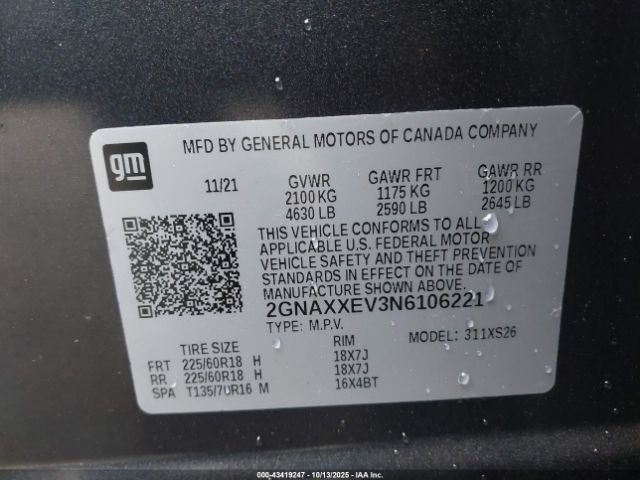 gm
MFD BY GENERAL MOTORS OF CANADA COMPANY
11/21 GVWR GAWR FRT GAWR RR
2100 KG 1175 KG 1200 KG
4630 LB 2590 LB 2645 LB
THIS VEHICLE CONFORMS TO ALL
APPLICABLE U.S. FEDERAL MOTOR
VEHICLE SAFETY AND THEFT PREVENTION
STANDARDS IN EFFECT ON THE DATE OF
MANUFACTURE SHOWN ABOVE.
2GNAXXEV3N6106221
TYPE: M.P.V. MODEL: 311XS26
TIRE SIZE RIM
FRT 225/60R18 H 18X7J
RR 225/60R18 H 18X7J
SPA T135/70R16 M 16X4BT
00-43419247 - 10/13/2025 - IAA Inc.